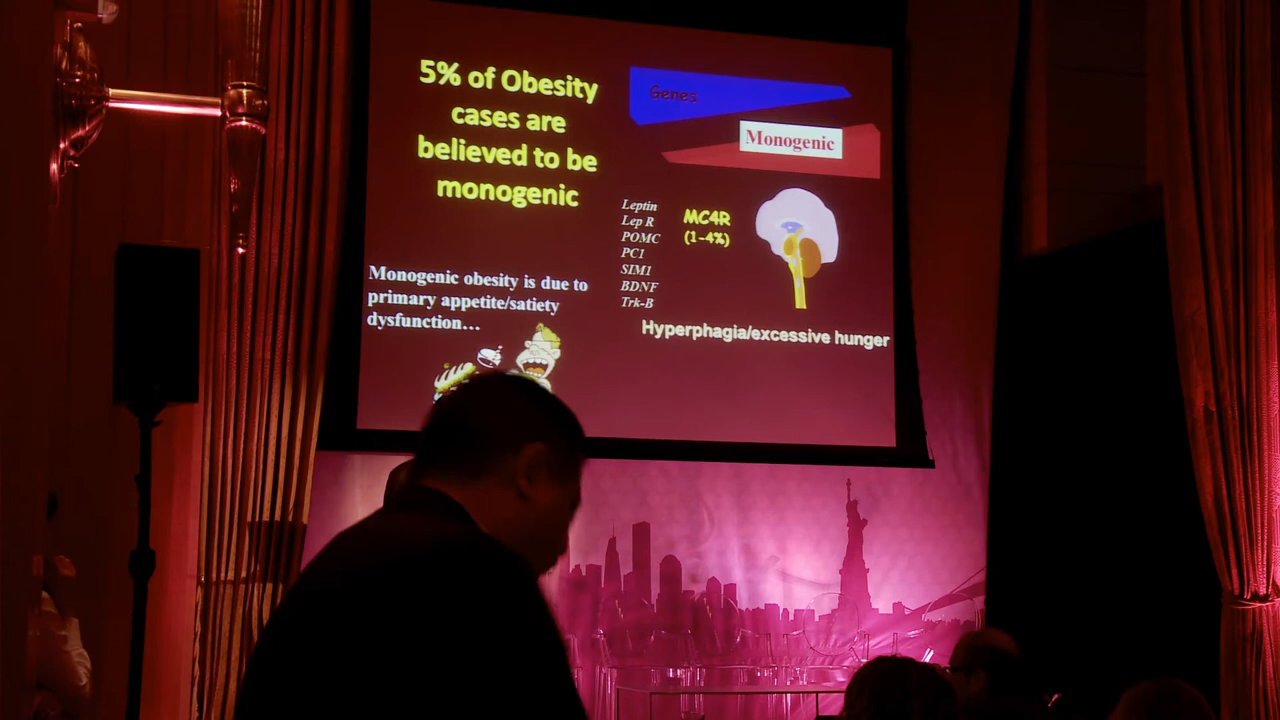 5% of Obesity
cases are
believed to be
monogenic
Genes
Monogenic
Leptin
Lep R
POMC
PC1
SIM1
BDNF
Trk-B
MC4R
(1-4%)
Monogenic obesity is due to
primary appetite/satiety
dysfunction...
Hyperphagia/excessive hunger